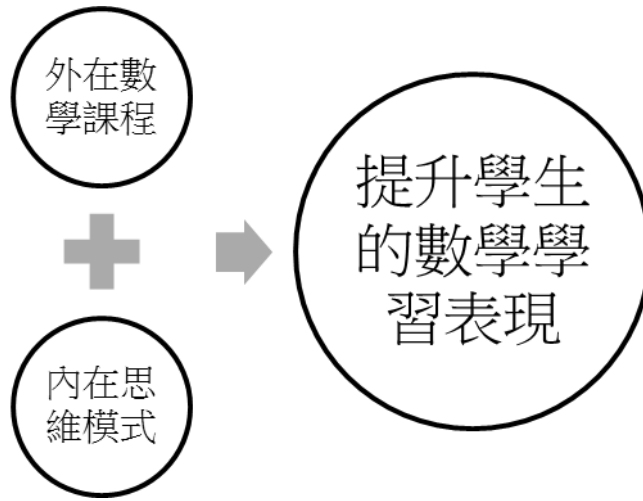 外在數
學課程
內在思
維模式
提升學生
的數學學
習表現